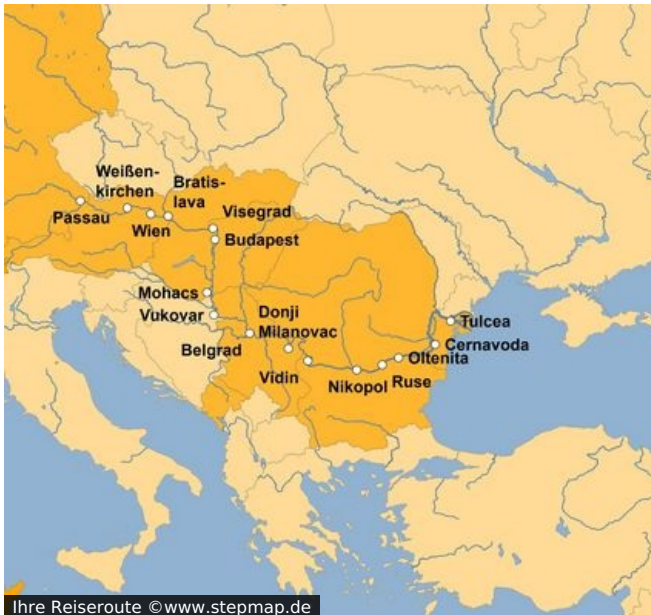 Weißen-
kirchen
Bratis-
lava
Passau
Wien
Visegrad
Budapest
Mohacs
Vukovar
Donji
Milanovac
Belgrad
Vidin
Tulcea
Cernavoda
Oltenita
Nikopol
Ruse
Ihre Reiseroute ©www.stepmap.de